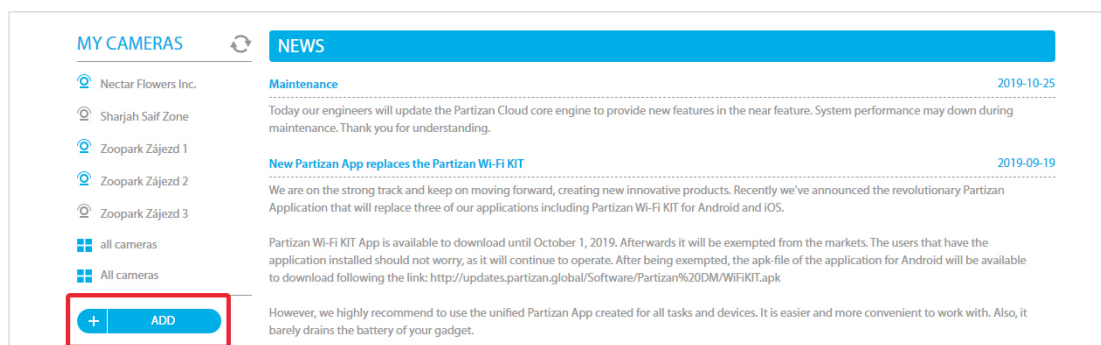 MY CAMERAS
Nectar Flowers Inc.
Sharjah Saif Zone
Zoopark Zájezd 1
Zoopark Zájezd 2
Zoopark Zájezd 3
all cameras
All cameras
+ ADD
NEWS
Maintenance 2019-10-25
Today our engineers will update the Partizan Cloud core engine to provide new features in the near feature. System performance may down during
maintenance. Thank you for understanding.
New Partizan App replaces the Partizan Wi-Fi KIT 2019-09-19
We are on the strong track and keep on moving forward, creating new innovative products. Recently we've announced the revolutionary Partizan
Application that will replace three of our applications including Partizan Wi-Fi KIT for Android and iOS.
Partizan Wi-Fi KIT App is available to download until October 1, 2019. Afterwards it will be exempted from the markets. The users that have the
application installed should not worry, as it will continue to operate. After being exempted, the apk-file of the application for Android will be available
to download following the link: http://updates.partizan.global/Software/Partizan%20DM/WiFiKIT.apk
However, we highly recommend to use the unified Partizan App created for all tasks and devices. It is easier and more convenient to work with. Also, it
barely drains the battery of your gadget.